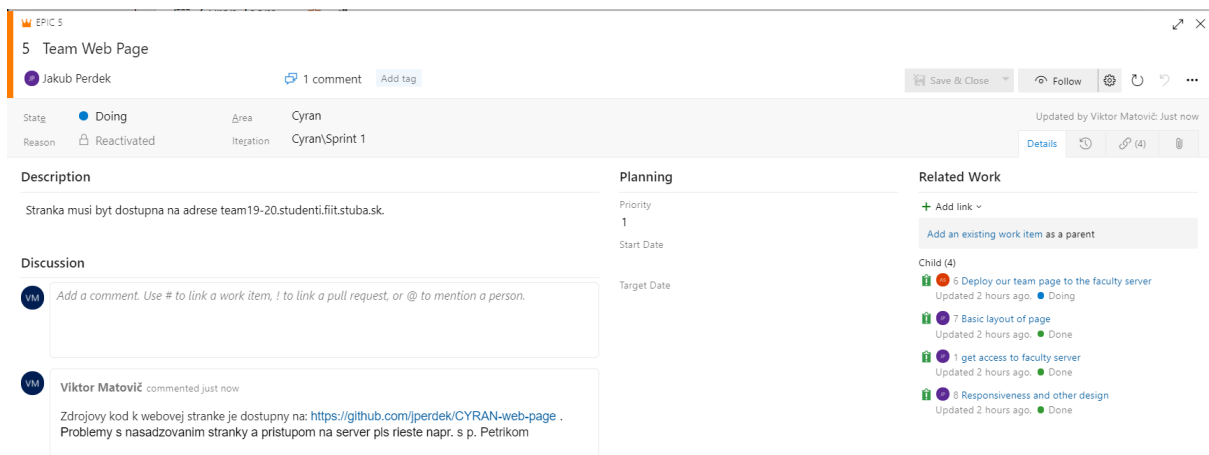 EPIC 5
5 Team Web Page
JP Jakub Perdek
1 comment
Add tag
Save & Close
Follow
State Doing
Area Cyran
Updated by Viktor Matovič: Just now
Reason Reactivated
Iteration Cyran\Sprint 1
Details
(4)
Description
Stranka musi byt dostupna na adrese team19-20.studenti.fiit.stuba.sk.
Discussion
VM
Add a comment. Use # to link a work item, ! to link a pull request, or @ to mention a person.
VM
Viktor Matovič commented just now
Zdrojovy kod k webovej stranke je dostupny na: https://github.com/jperdek/CYRAN-web-page .
Problemy s nasadzovanim stranky a pristupom na server pls rieste napr. s p. Petrikom
Planning
Priority
1
Start Date
Target Date
Related Work
+ Add link
Add an existing work item as a parent
Child (4)
6 Deploy our team page to the faculty server
Updated 2 hours ago, Doing
7 Basic layout of page
Updated 2 hours ago, Done
1 get access to faculty server
Updated 2 hours ago, Done
8 Responsiveness and other design
Updated 2 hours ago, Done